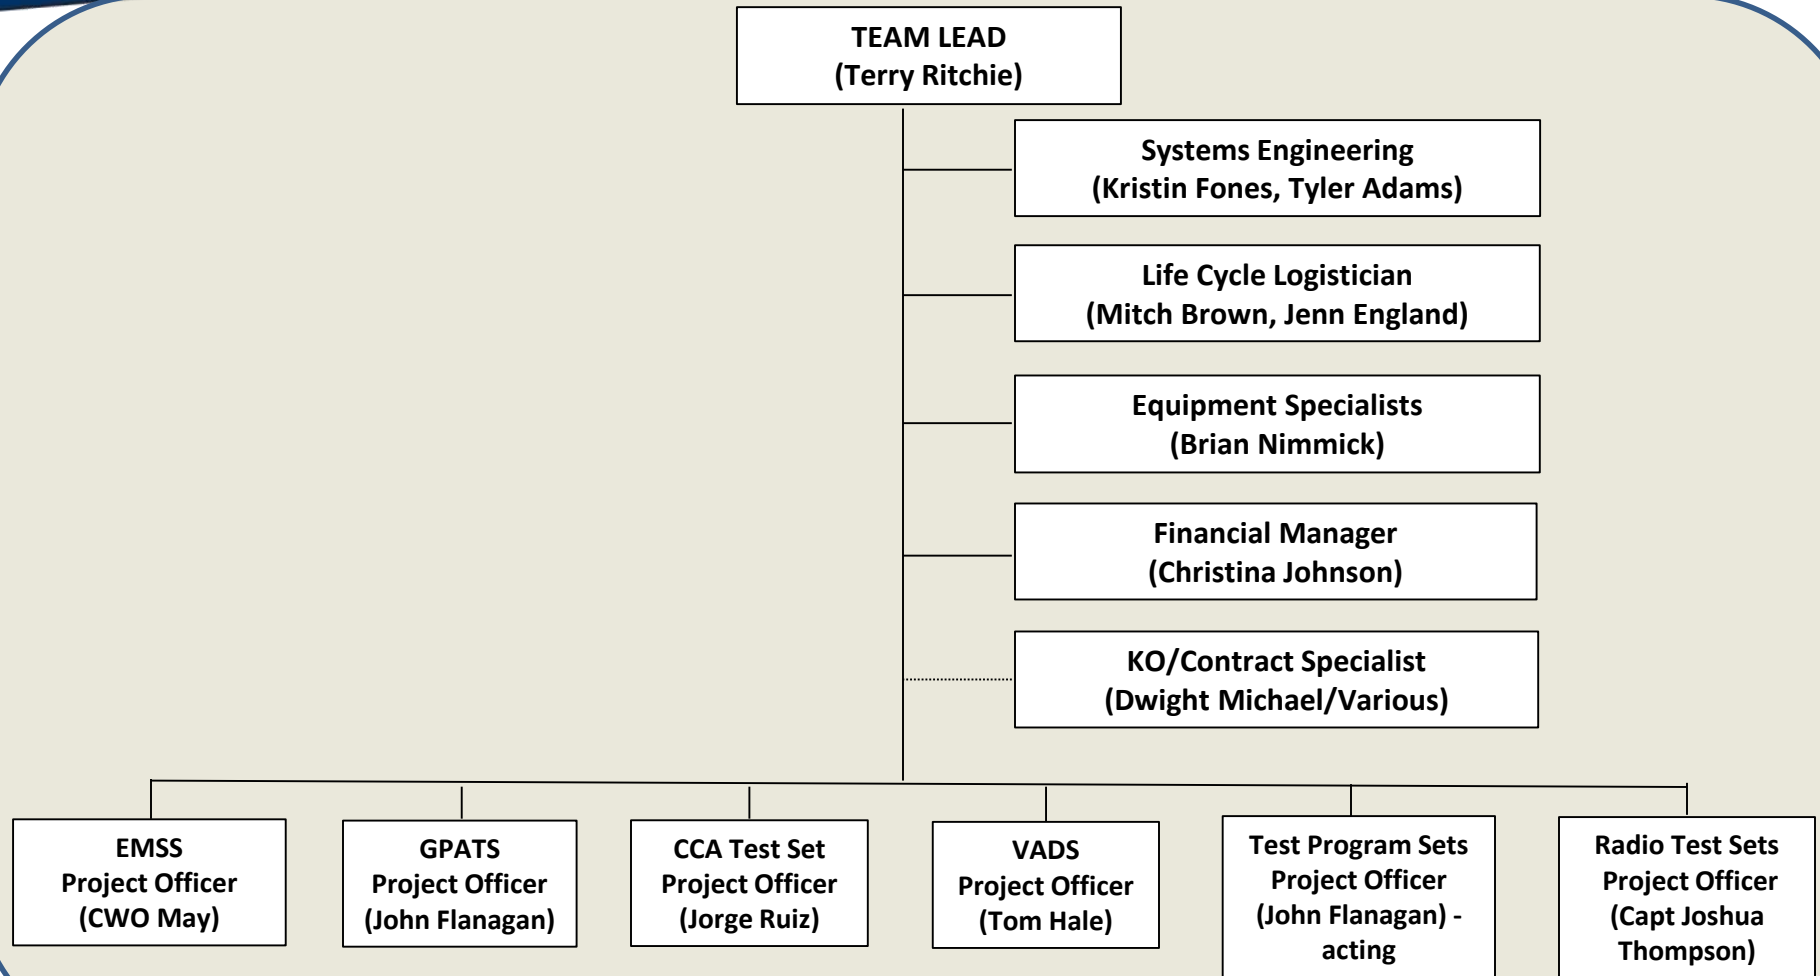 TEAM LEAD
(Terry Ritchie)
Systems Engineering
(Kristin Fones, Tyler Adams)
Life Cycle Logistician
(Mitch Brown, Jenn England)
Equipment Specialists
(Brian Nimmick)
Financial Manager
(Christina Johnson)
KO/Contract Specialist
(Dwight Michael/Various)
EMSS
Project Officer
(CWO May)
GPATS
Project Officer
(John Flanagan)
CCA Test Set
Project Officer
(Jorge Ruiz)
VADS
Project Officer
(Tom Hale)
Test Program Sets
Project Officer
(John Flanagan) -
acting
Radio Test Sets
Project Officer
(Capt Joshua
Thompson)